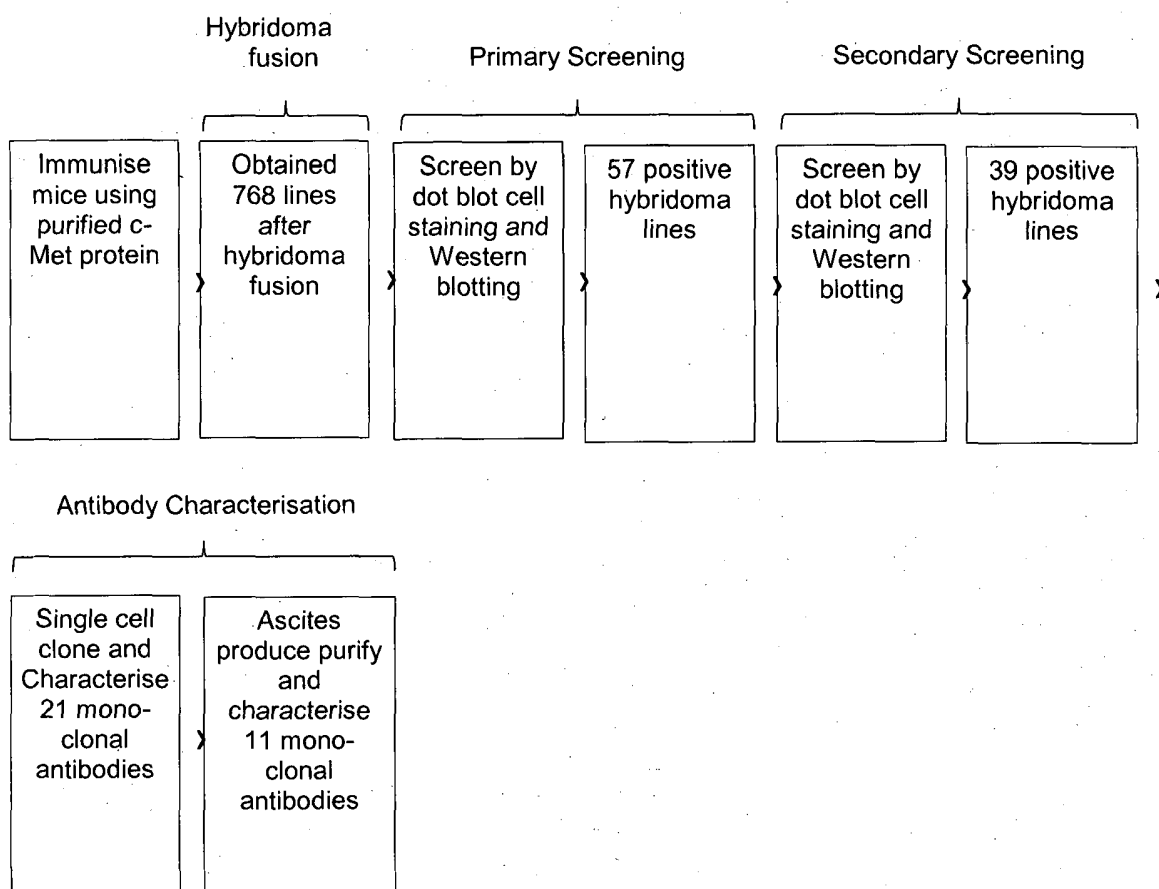 Hybridoma
fusion
Primary Screening
Secondary Screening
Immunise
mice using
purified c-
Met protein
Obtained
768 lines
after
hybridoma
fusion
Screen by
dot blot cell
staining and
Western
blotting
57 positive
hybridoma
lines
Screen by
dot blot cell
staining and
Western
blotting
39 positive
hybridoma
lines
Antibody Characterisation
Single cell
clone and
Characterise
21 mono-
clonal
antibodies
Ascites
produce purify
and
characterise
11 mono-
clonal
antibodies